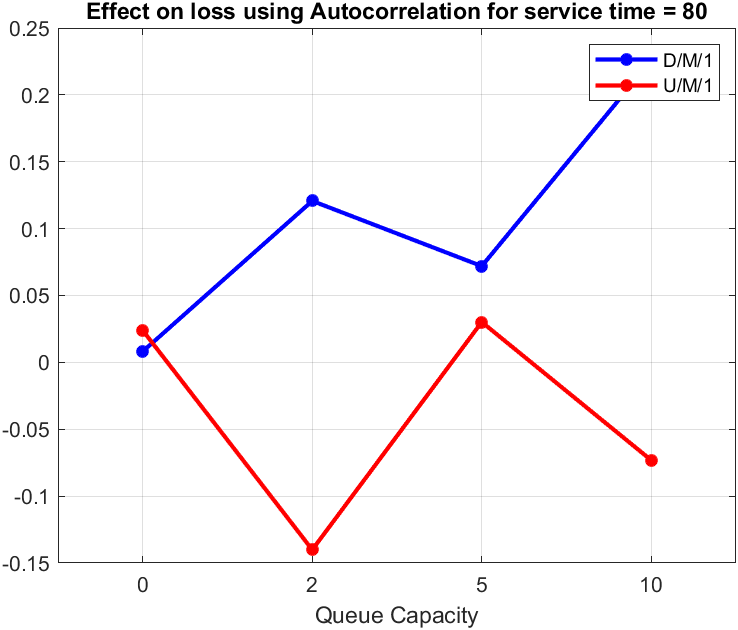 Effect on loss using Autocorrelation for service time = 80
D/M/1
U/M/1
0.25
0.2
0.15
0.1
0.05
0
-0.05
-0.1
-0.15
0 2 5 10
Queue Capacity